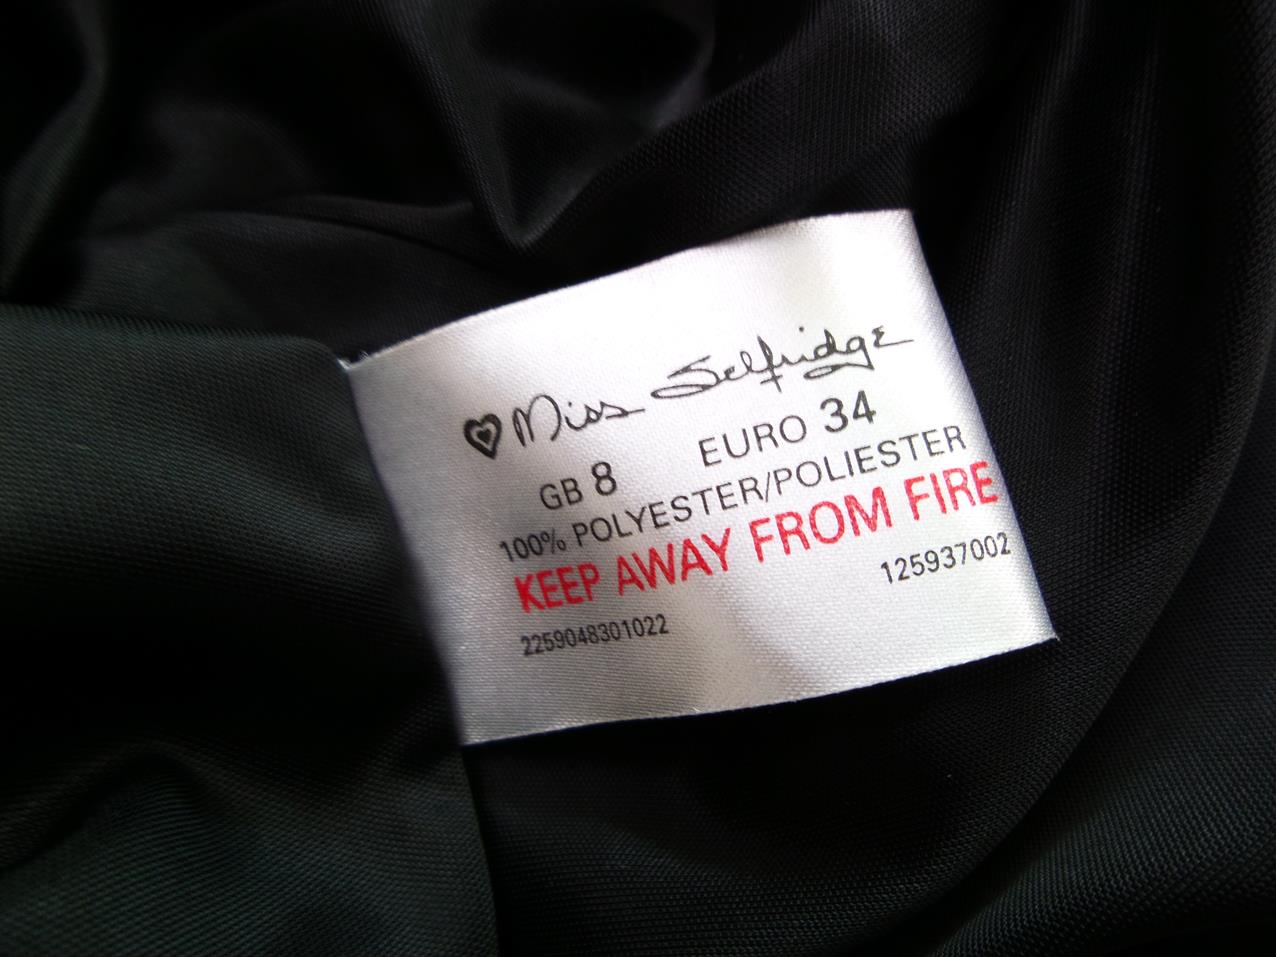 Miss Selfridge
GB 8 EURO 34
100% POLYESTER/POLIESTER
KEEP AWAY FROM FIRE
125937002
2259048301022